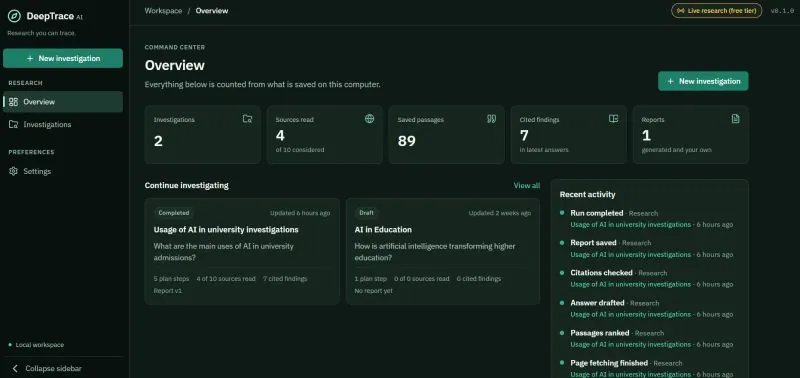 DeepTrace AI
Research you can trace.
+ New investigation
RESEARCH
Overview
Investigations
PREFERENCES
Settings
Local workspace
Collapse sidebar
Workspace / Overview
Live research (free tier)
v0.1.0
COMMAND CENTER
Overview
Everything below is counted from what is saved on this computer.
+ New investigation
Investigations
2
Sources read
4
of 10 considered
Saved passages
89
Cited findings
7
in latest answers
Reports
1
generated and your own
Continue investigating
View all
Completed
Updated 6 hours ago
Usage of AI in university investigations
What are the main uses of AI in university
admissions?
5 plan steps 4 of 10 sources read 7 cited findings
Report v1
Draft
Updated 2 weeks ago
AI in Education
How is artificial intelligence transforming higher
education?
1 plan step 0 of 0 sources read 0 cited findings
No report yet
Recent activity
Run completed · Research
Usage of AI in university investigations · 6 hours ago
Report saved · Research
Usage of AI in university investigations · 6 hours ago
Citations checked · Research
Usage of AI in university investigations · 6 hours ago
Answer drafted · Research
Usage of AI in university investigations · 6 hours ago
Passages ranked · Research
Usage of AI in university investigations · 6 hours ago
Page fetching finished · Research
Usage of AI in university investigations · 6 hours ago